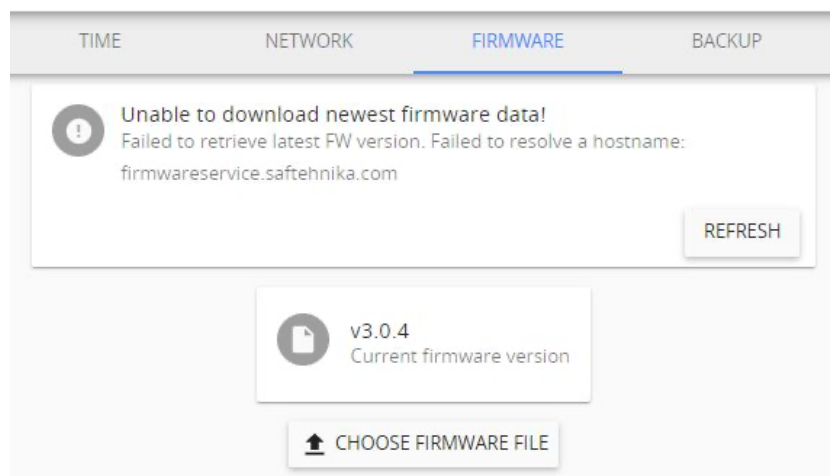 TIME NETWORK FIRMWARE BACKUP
Unable to download newest firmware data!
Failed to retrieve latest FW version. Failed to resolve a hostname:
firmwareservice.saftehnika.com
REFRESH
v3.0.4
Current firmware version
CHOOSE FIRMWARE FILE